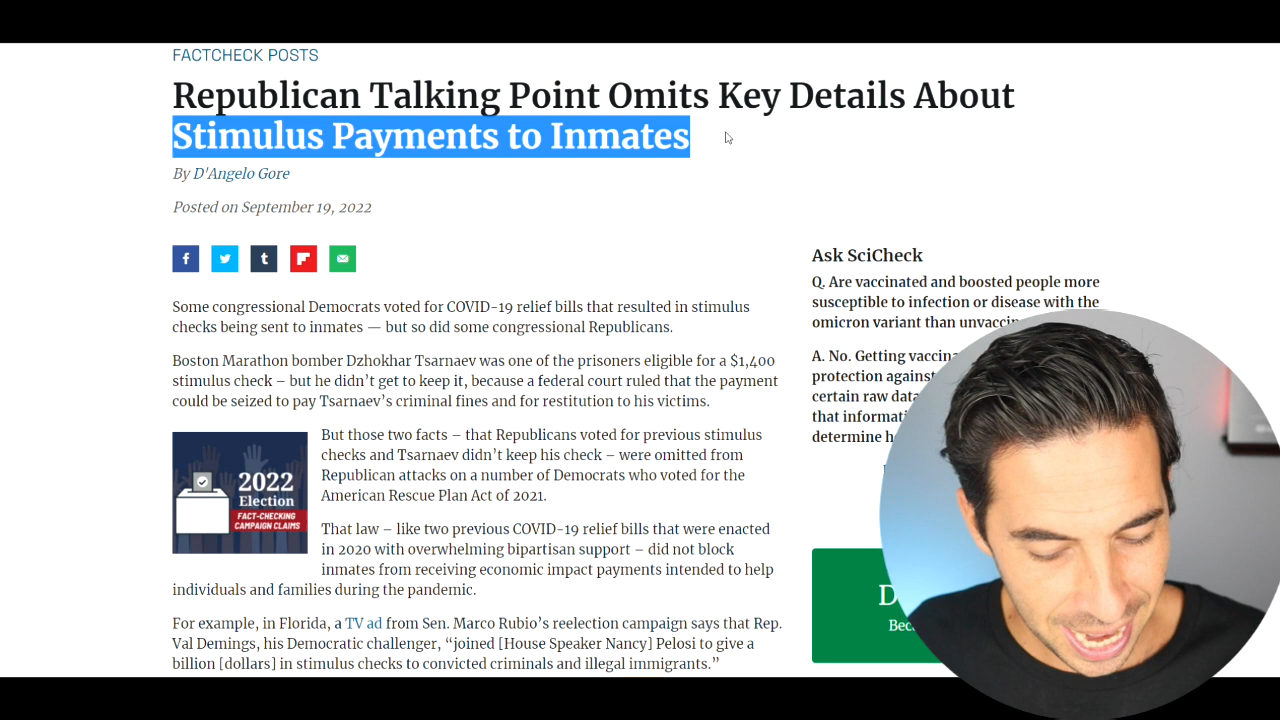 FACTCHECK POSTS
Republican Talking Point Omits Key Details About
Stimulus Payments to Inmates
By D'Angelo Gore
Posted on September 19, 2022
f
t
Some congressional Democrats voted for COVID-19 relief bills that resulted in stimulus
checks being sent to inmates — but so did some congressional Republicans.
Boston Marathon bomber Dzhokhar Tsarnaev was one of the prisoners eligible for a $1,400
stimulus check – but he didn't get to keep it, because a federal court ruled that the payment
could be seized to pay Tsarnaev's criminal fines and for restitution to his victims.
2022
Election
FACT-CHECKING
CAMPAIGN CLAIMS
But those two facts – that Republicans voted for previous stimulus
checks and Tsarnaev didn't keep his check – were omitted from
Republican attacks on a number of Democrats who voted for the
American Rescue Plan Act of 2021.
That law – like two previous COVID-19 relief bills that were enacted
in 2020 with overwhelming bipartisan support – did not block
inmates from receiving economic impact payments intended to help
individuals and families during the pandemic.
For example, in Florida, a TV ad from Sen. Marco Rubio's reelection campaign says that Rep.
Val Demings, his Democratic challenger, “joined [House Speaker Nancy] Pelosi to give a
billion [dollars] in stimulus checks to convicted criminals and illegal immigrants.”
Ask SciCheck
Q. Are vaccinated and boosted people more
susceptible to infection or disease with the
omicron variant than
A. No. Getting
protection against
certain raw
that
determine